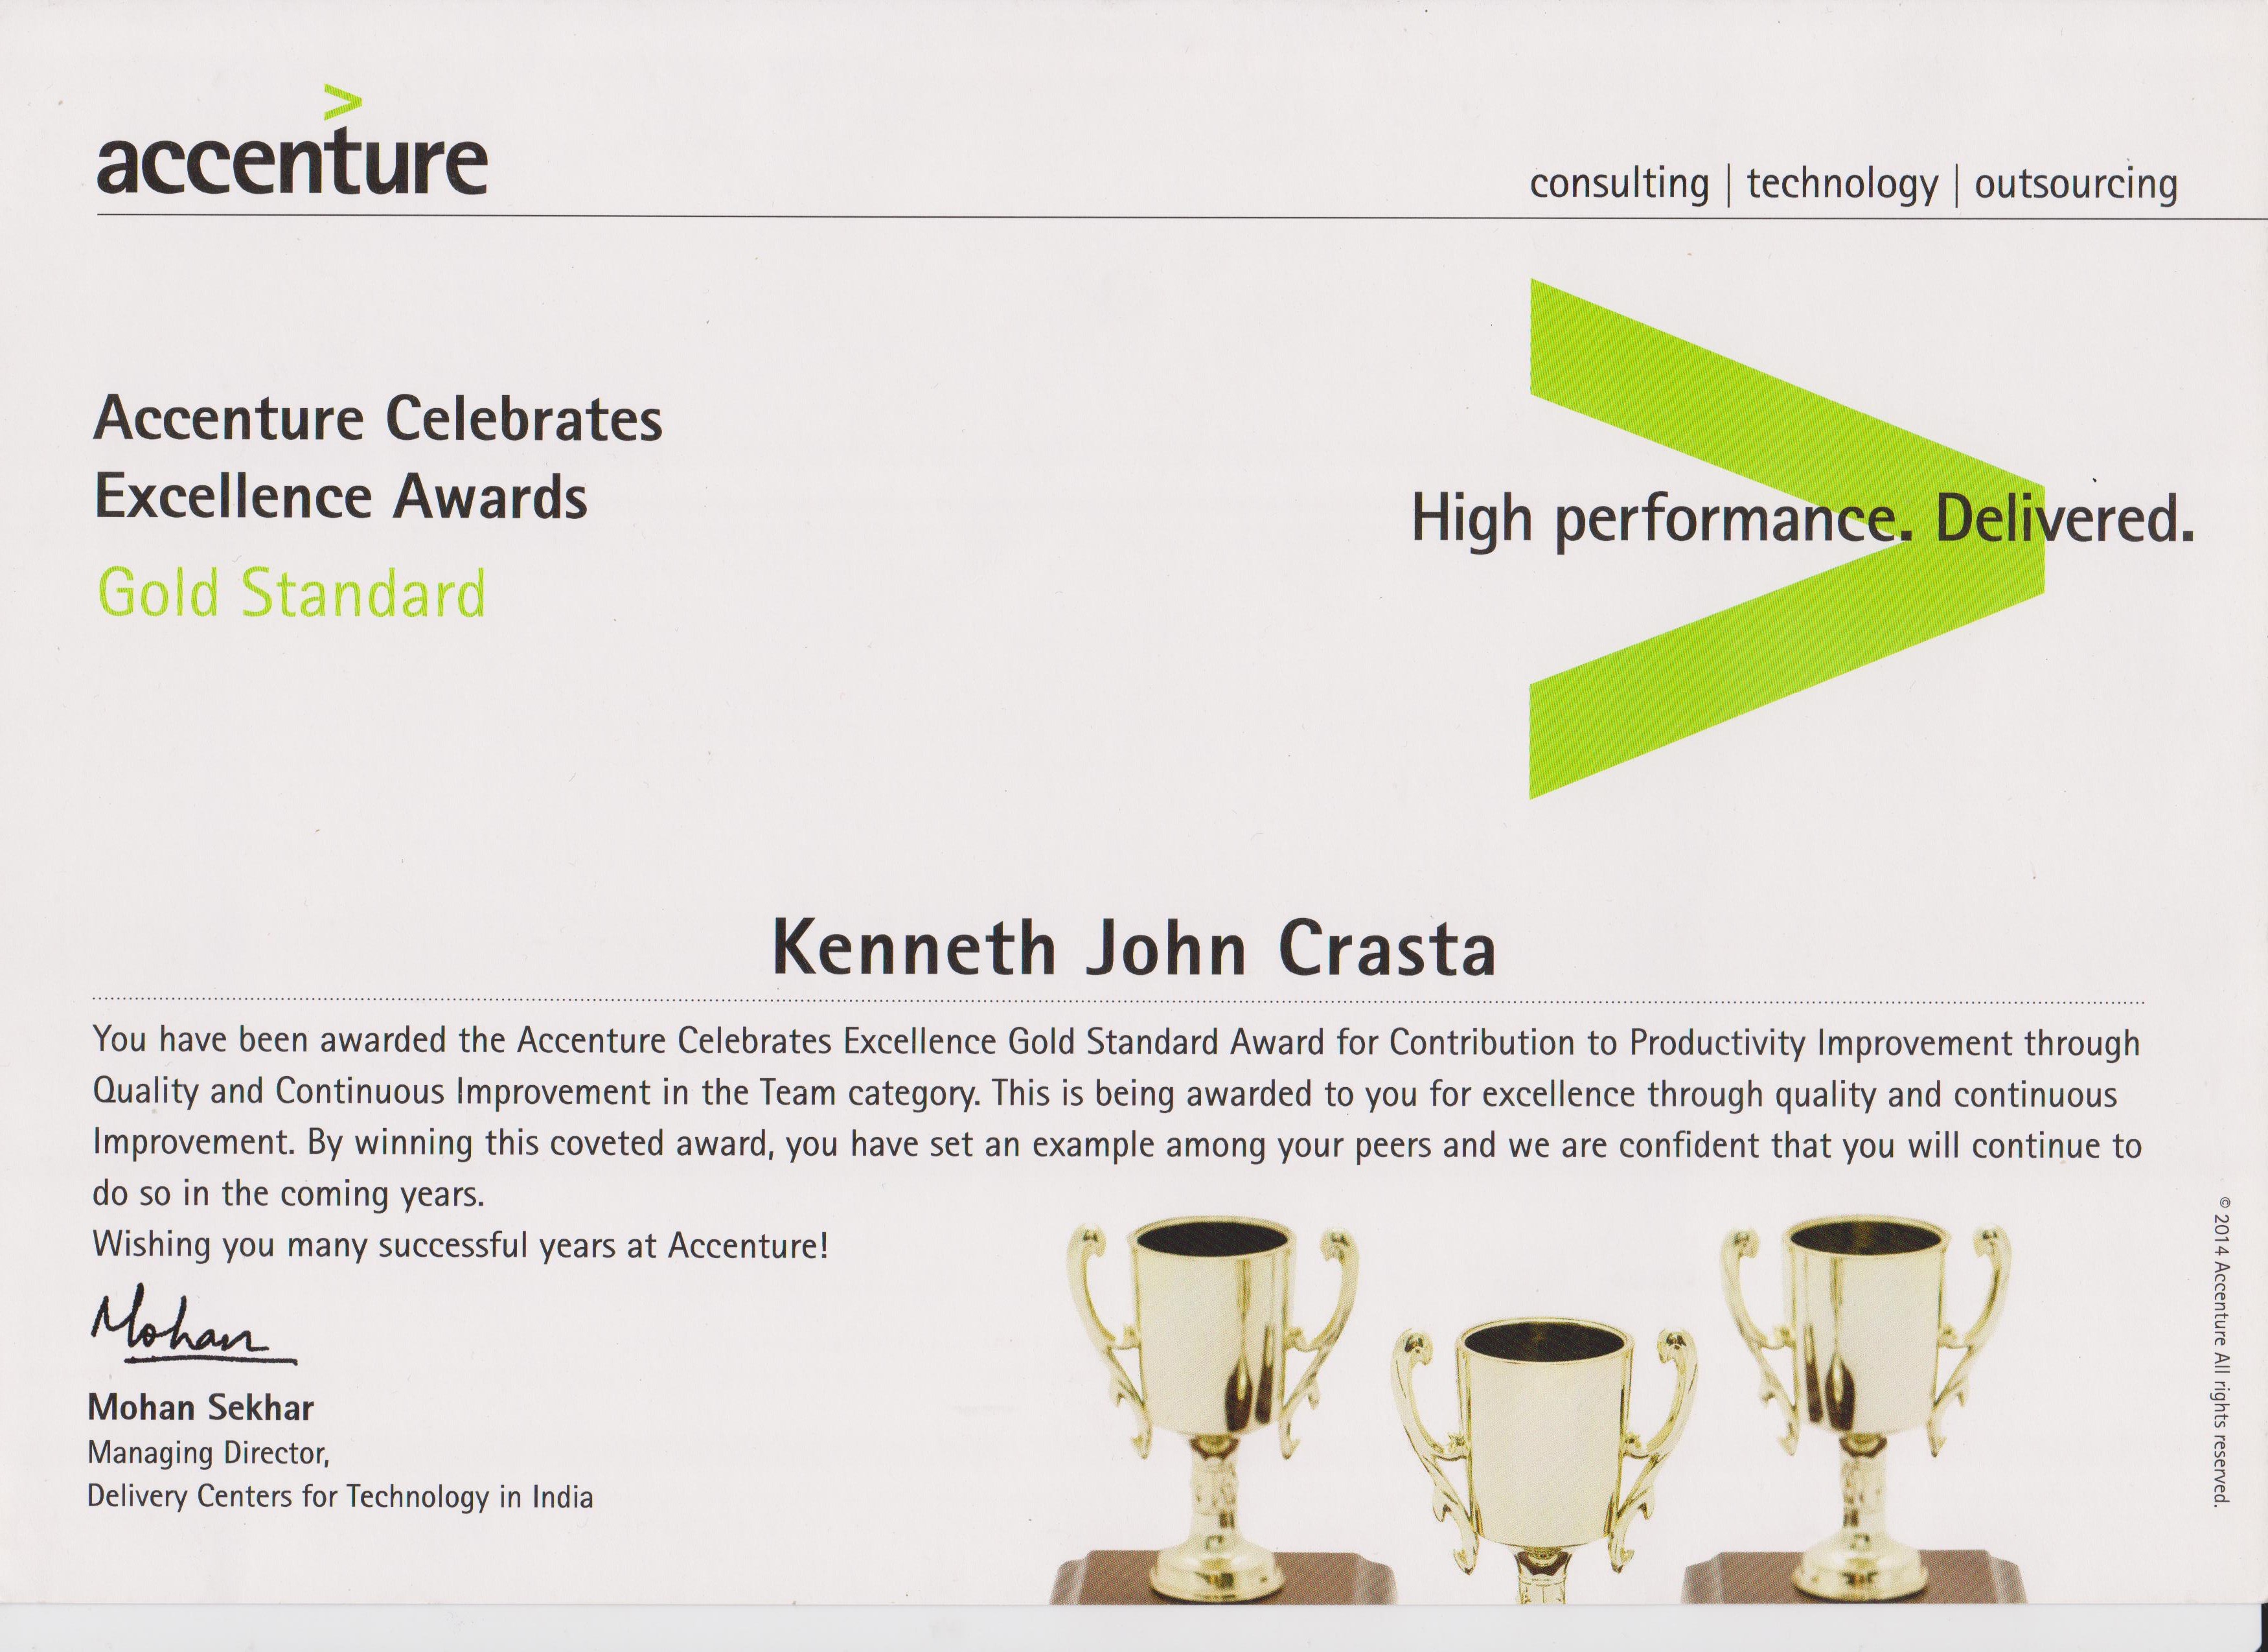 accenture
consulting | technology | outsourcing
Accenture Celebrates
Excellence Awards
Gold Standard
High performance. Delivered.
Kenneth John Crasta
You have been awarded the Accenture Celebrates Excellence Gold Standard Award for Contribution to Productivity Improvement through
Quality and Continuous Improvement in the Team category. This is being awarded to you for excellence through quality and continuous
Improvement. By winning this coveted award, you have set an example among your peers and we are confident that you will continue to
do so in the coming years.
Wishing you many successful years at Accenture!
Mohan
Mohan Sekhar
Managing Director,
Delivery Centers for Technology in India
© 2014 Accenture All rights reserved.